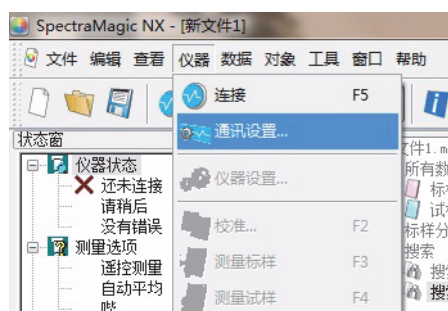 SpectraMagic NX - [新文件1]
文件 编辑 查看 仪器 数据 对象 工具 窗口 帮助
连接 F5
通讯设置...
仪器设置...
校准... F2
测量标样 F3
测量试样 F4
状态窗
仪器状态
还未连接
请稍后
没有错误
测量选项
遥控测量
自动平均
件1.m
所有数
标
试
标样分
搜索
搜
搜